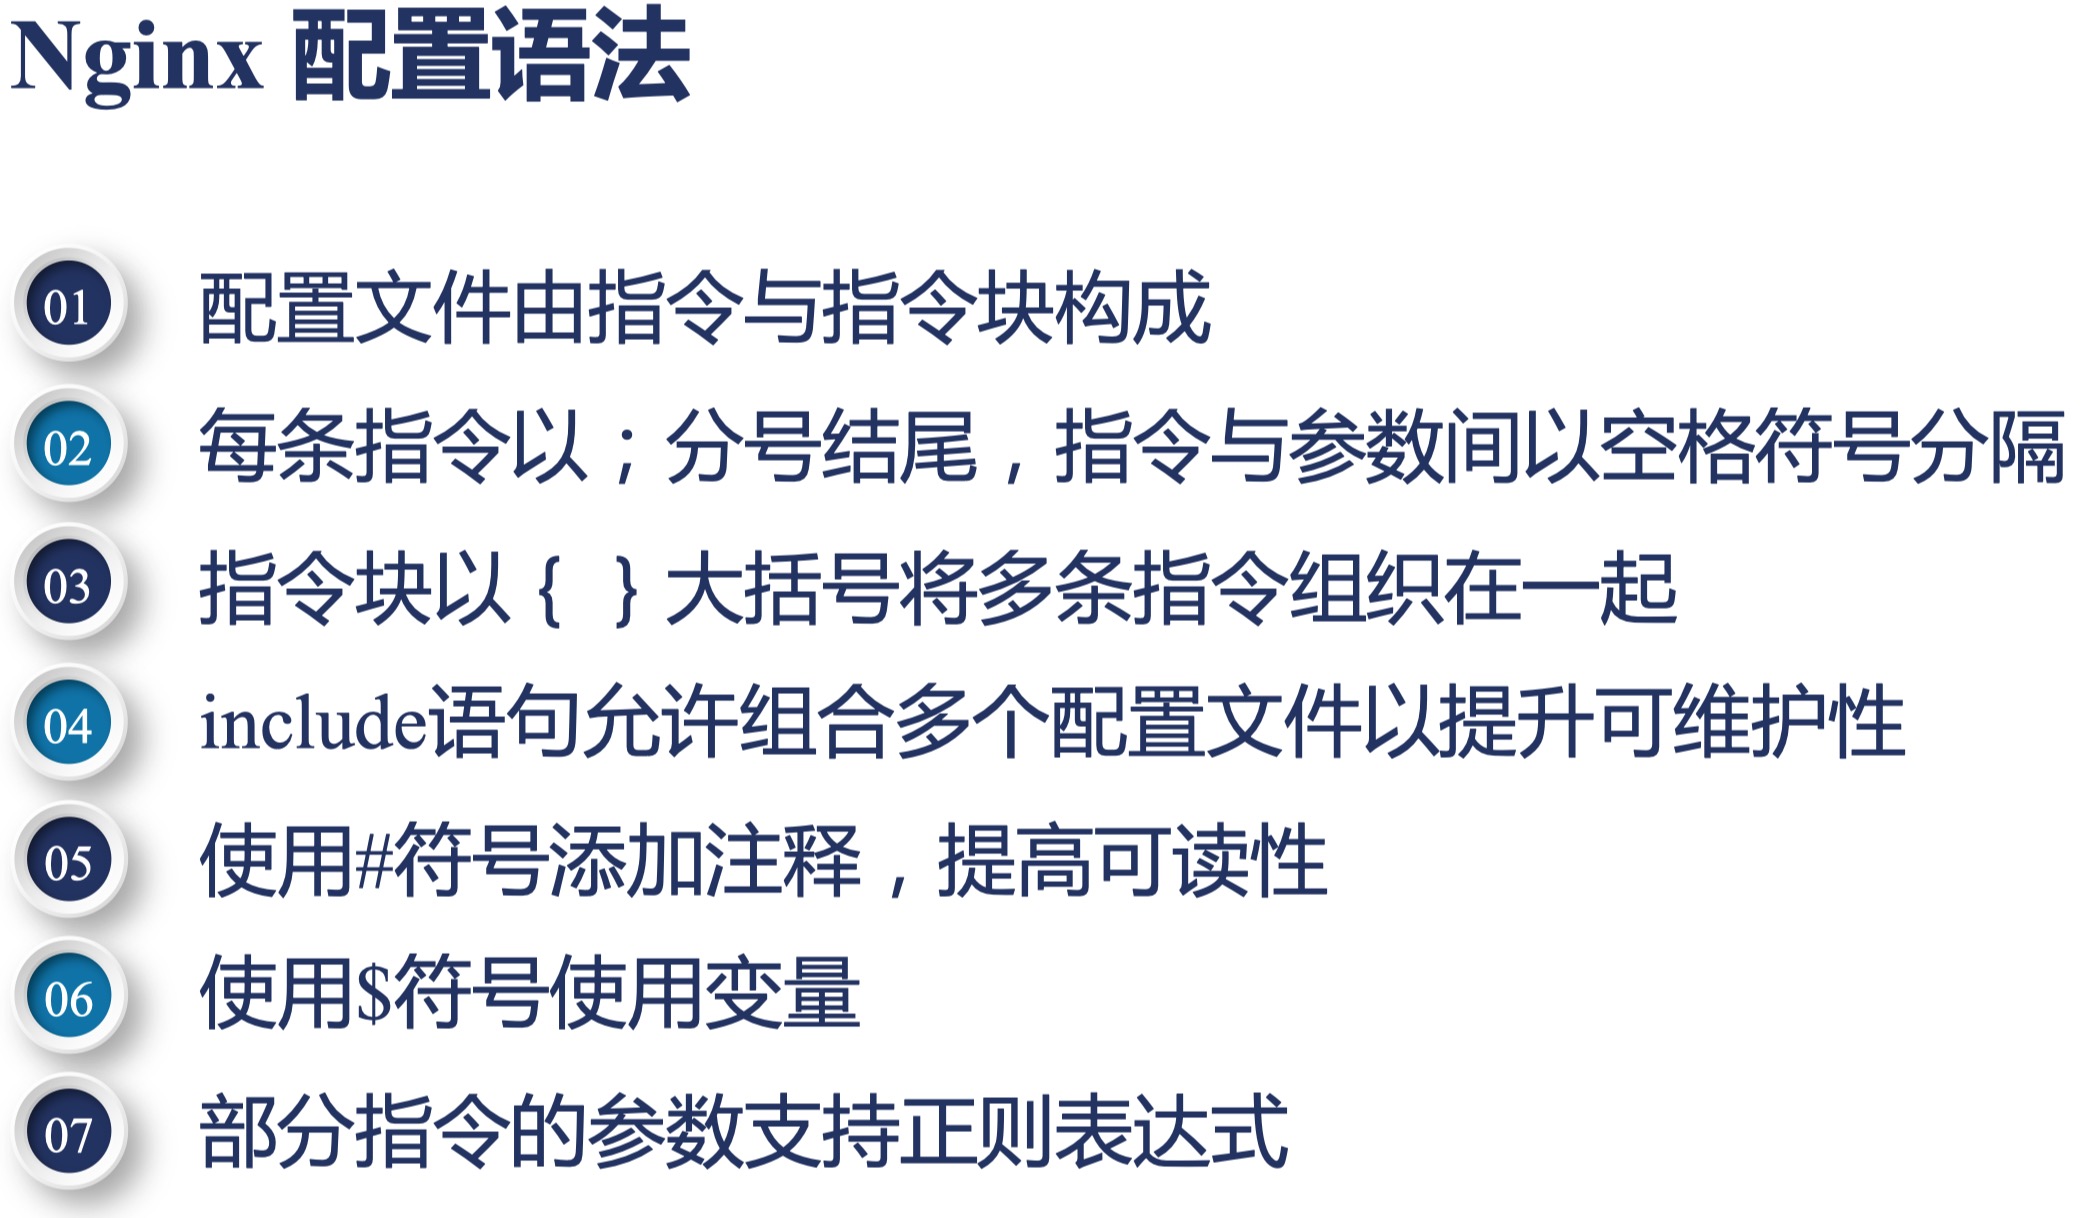 Nginx 配置语法
01 配置文件由指令与指令块构成
02 每条指令以；分号结尾，指令与参数间以空格符号分隔
03 指令块以 { } 大括号将多条指令组织在一起
04 include语句允许组合多个配置文件以提升可维护性
05 使用#符号添加注释，提高可读性
06 使用$符号使用变量
07 部分指令的参数支持正则表达式